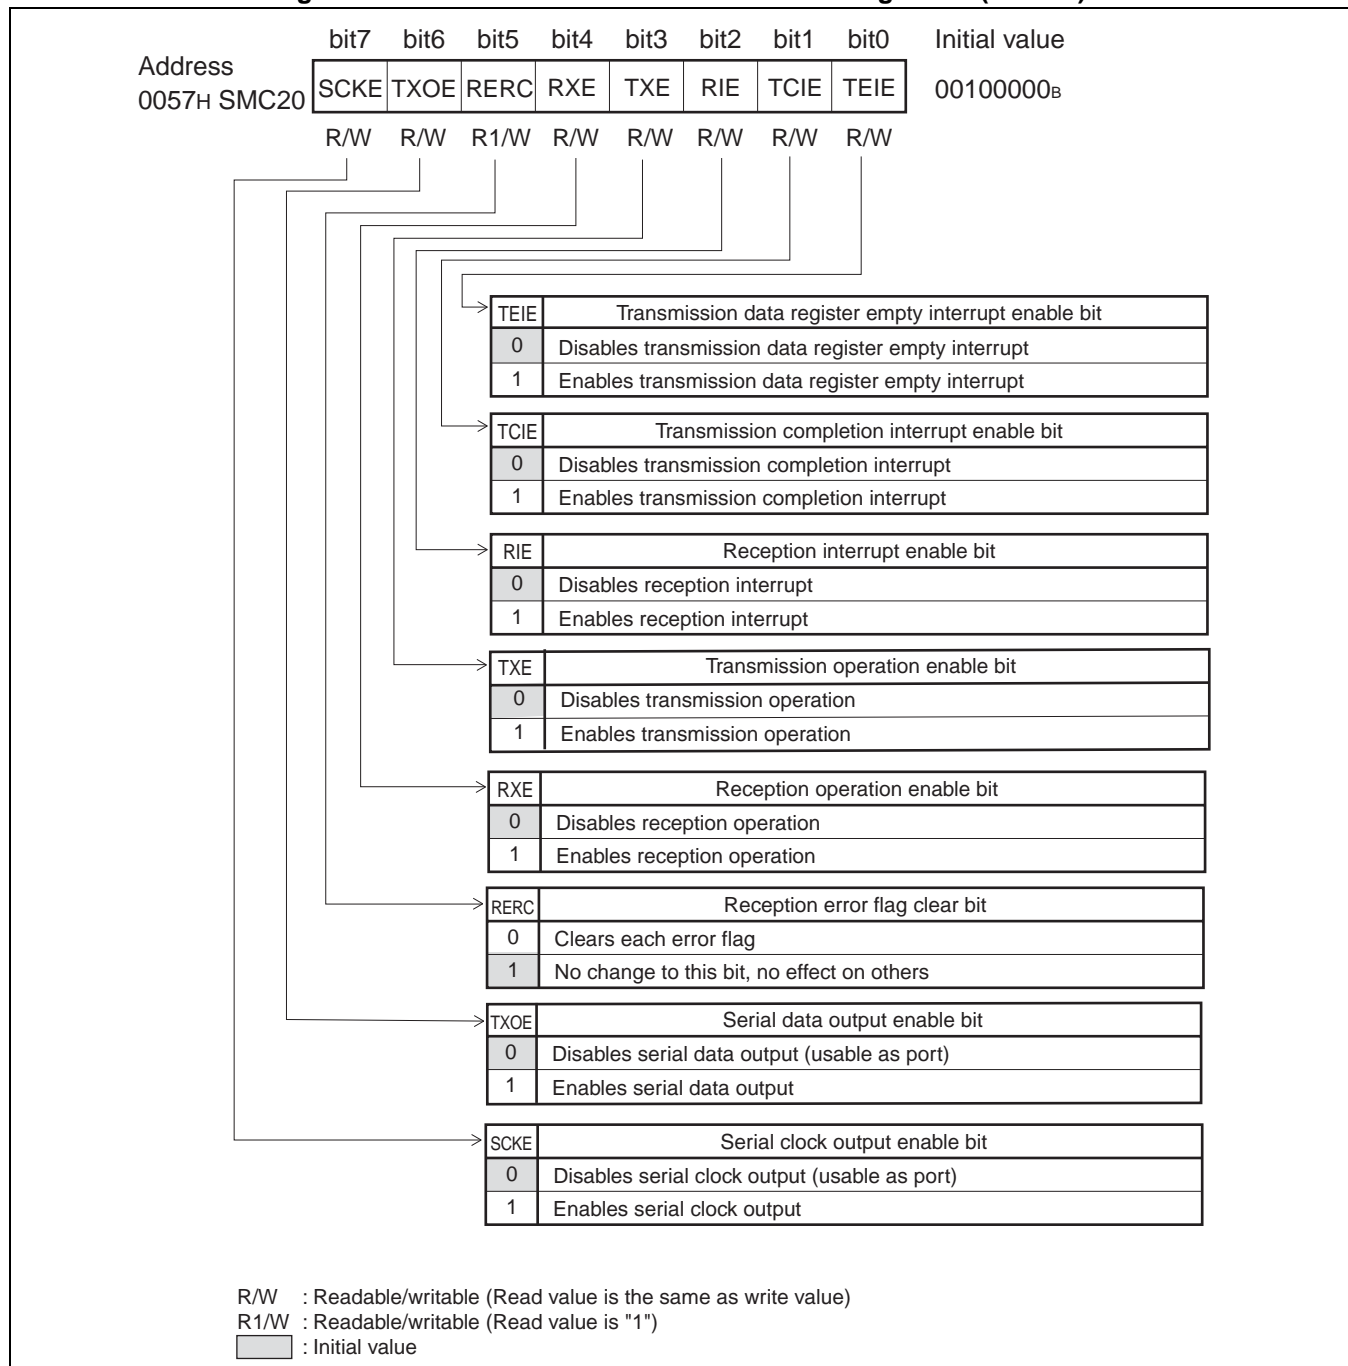 bit7 bit6 bit5 bit4 bit3 bit2 bit1 bit0 Initial value
Address
0057H SMC20 SCKE TXOE RERC RXE TXE RIE TCIE TEIE 00100000B
R/W R/W R1/W R/W R/W R/W R/W R/W
TEIE Transmission data register empty interrupt enable bit
0 Disables transmission data register empty interrupt
1 Enables transmission data register empty interrupt
TCIE Transmission completion interrupt enable bit
0 Disables transmission completion interrupt
1 Enables transmission completion interrupt
RIE Reception interrupt enable bit
0 Disables reception interrupt
1 Enables reception interrupt
TXE Transmission operation enable bit
0 Disables transmission operation
1 Enables transmission operation
RXE Reception operation enable bit
0 Disables reception operation
1 Enables reception operation
RERC Reception error flag clear bit
0 Clears each error flag
1 No change to this bit, no effect on others
TXOE Serial data output enable bit
0 Disables serial data output (usable as port)
1 Enables serial data output
SCKE Serial clock output enable bit
0 Disables serial clock output (usable as port)
1 Enables serial clock output
R/W : Readable/writable (Read value is the same as write value)
R1/W : Readable/writable (Read value is "1")
: Initial value